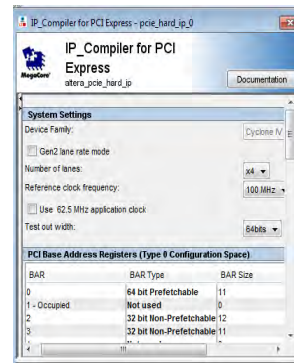 IP_Compiler for PCI Express - pcie_hard_ip_0
IP_Compiler for PCI
Express
MegaCore®
altera_pcie_hard_ip
Documentation
System Settings
Device Family:
Cyclone IV
Gen2 lane rate mode
Number of lanes:
x4
Reference clock frequency:
100 MHz
Use 62.5 MHz application clock
Test out width:
64bits
PCI Base Address Registers (Type 0 Configuration Space)
BAR BAR Type BAR Size
0 64 bit Prefetchable 11
1 - Occupied Not used 0
2 32 bit Non-Prefetchable 12
3 32 bit Non-Prefetchable 11